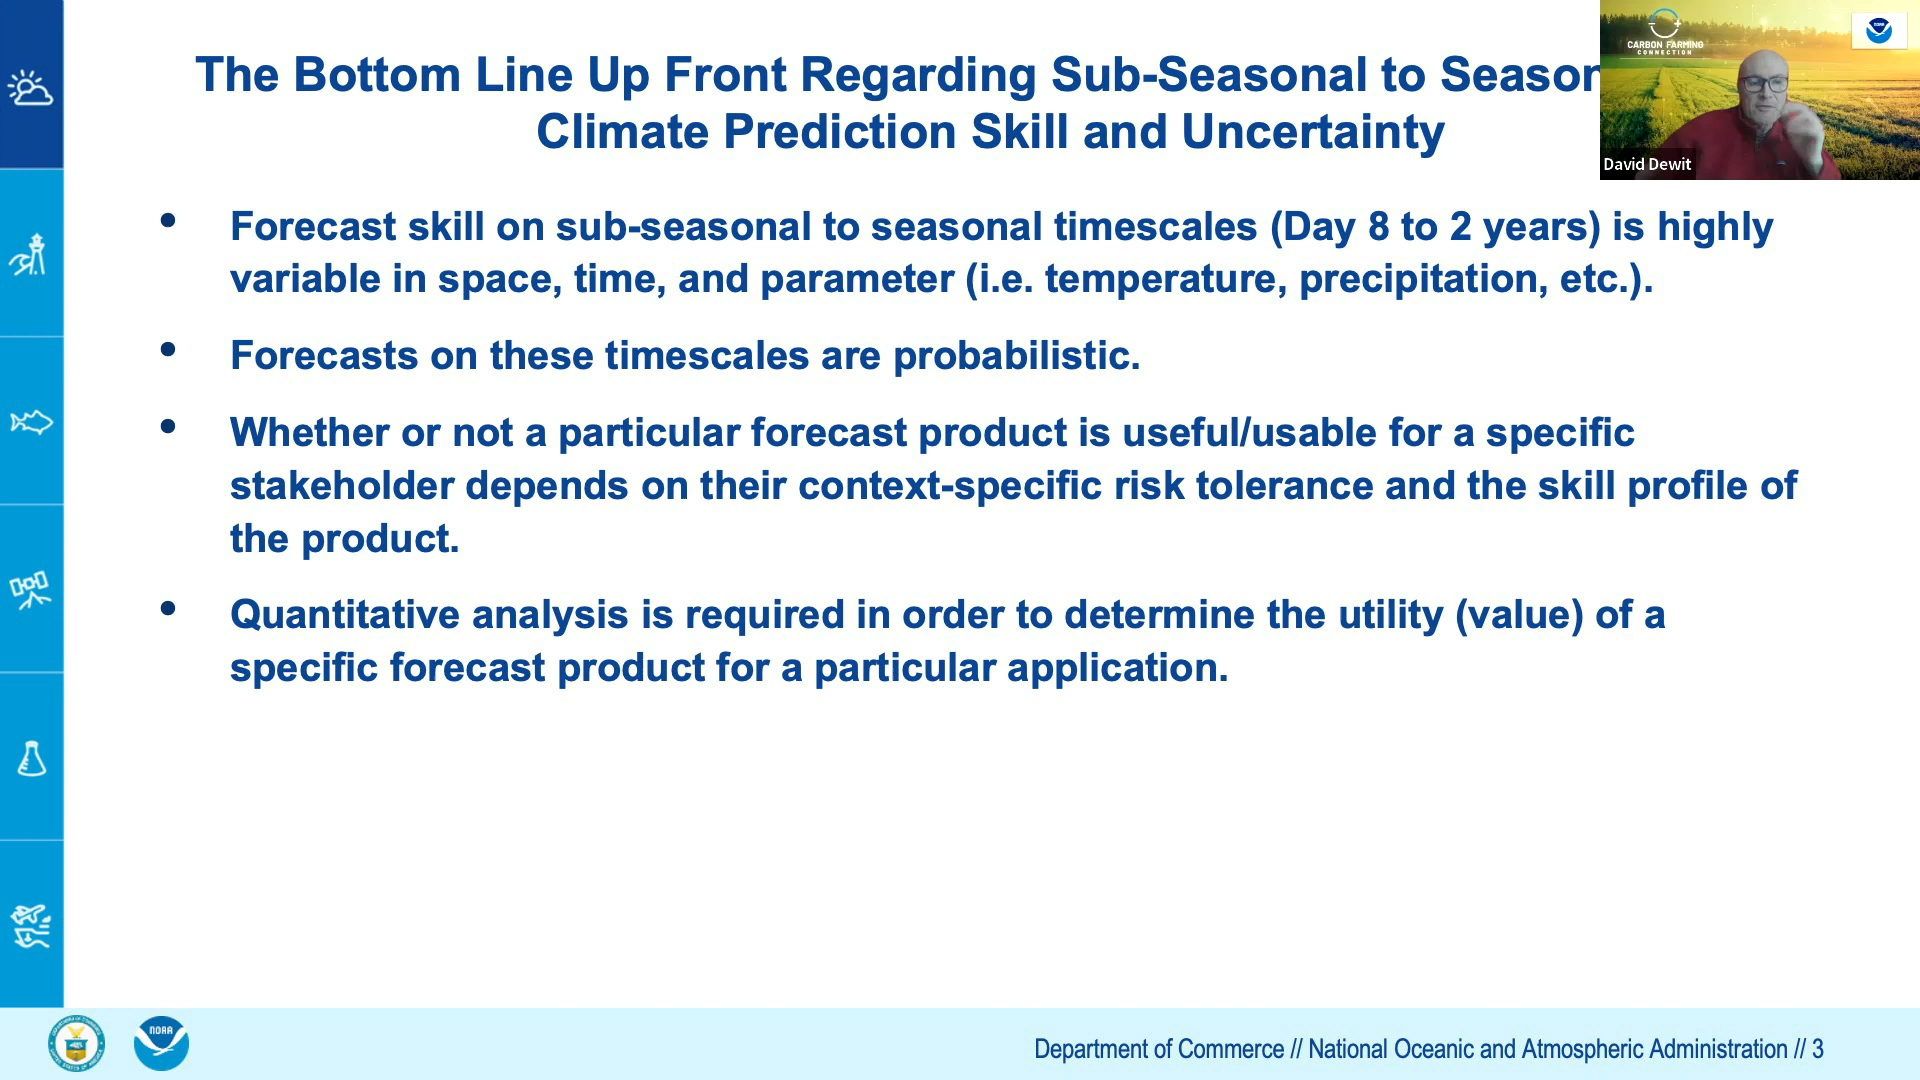 The Bottom Line Up Front Regarding Sub-Seasonal to Season
Climate Prediction Skill and Uncertainty
CARBON FARMING
CONNECTION
David Dewit
• Forecast skill on sub-seasonal to seasonal timescales (Day 8 to 2 years) is highly
variable in space, time, and parameter (i.e. temperature, precipitation, etc.).
• Forecasts on these timescales are probabilistic.
• Whether or not a particular forecast product is useful/usable for a specific
stakeholder depends on their context-specific risk tolerance and the skill profile of
the product.
• Quantitative analysis is required in order to determine the utility (value) of a
specific forecast product for a particular application.
NOAA
Department of Commerce // National Oceanic and Atmospheric Administration // 3